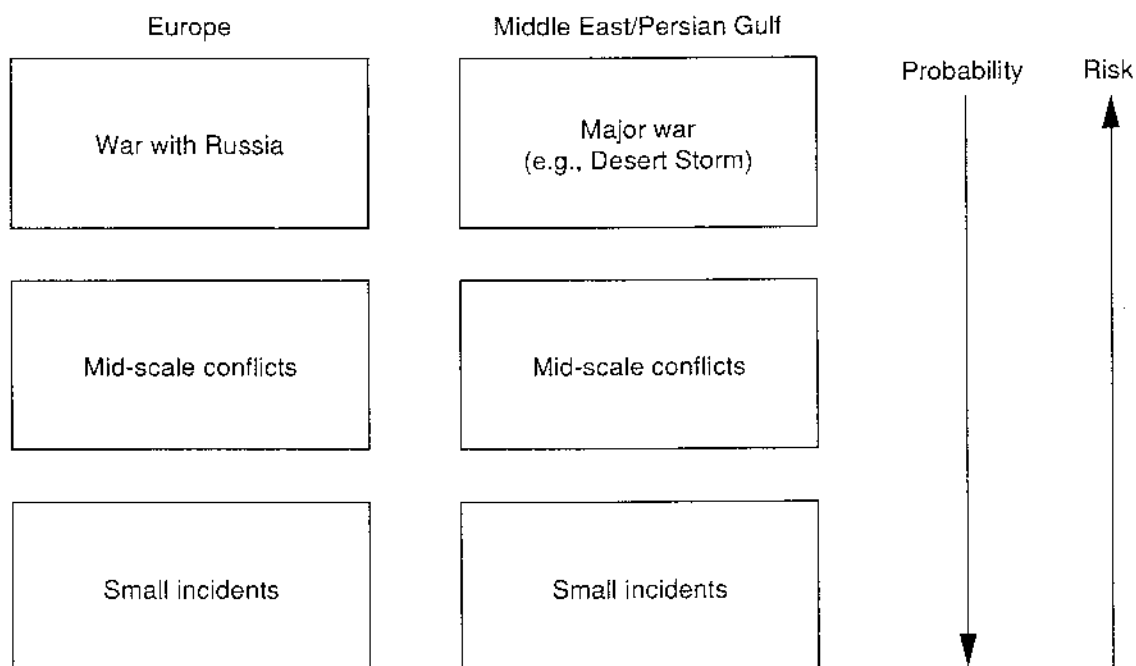 Europe
Middle East/Persian Gulf
Probability
Risk
War with Russia
Major war
(e.g., Desert Storm)
Mid-scale conflicts
Mid-scale conflicts
Small incidents
Small incidents